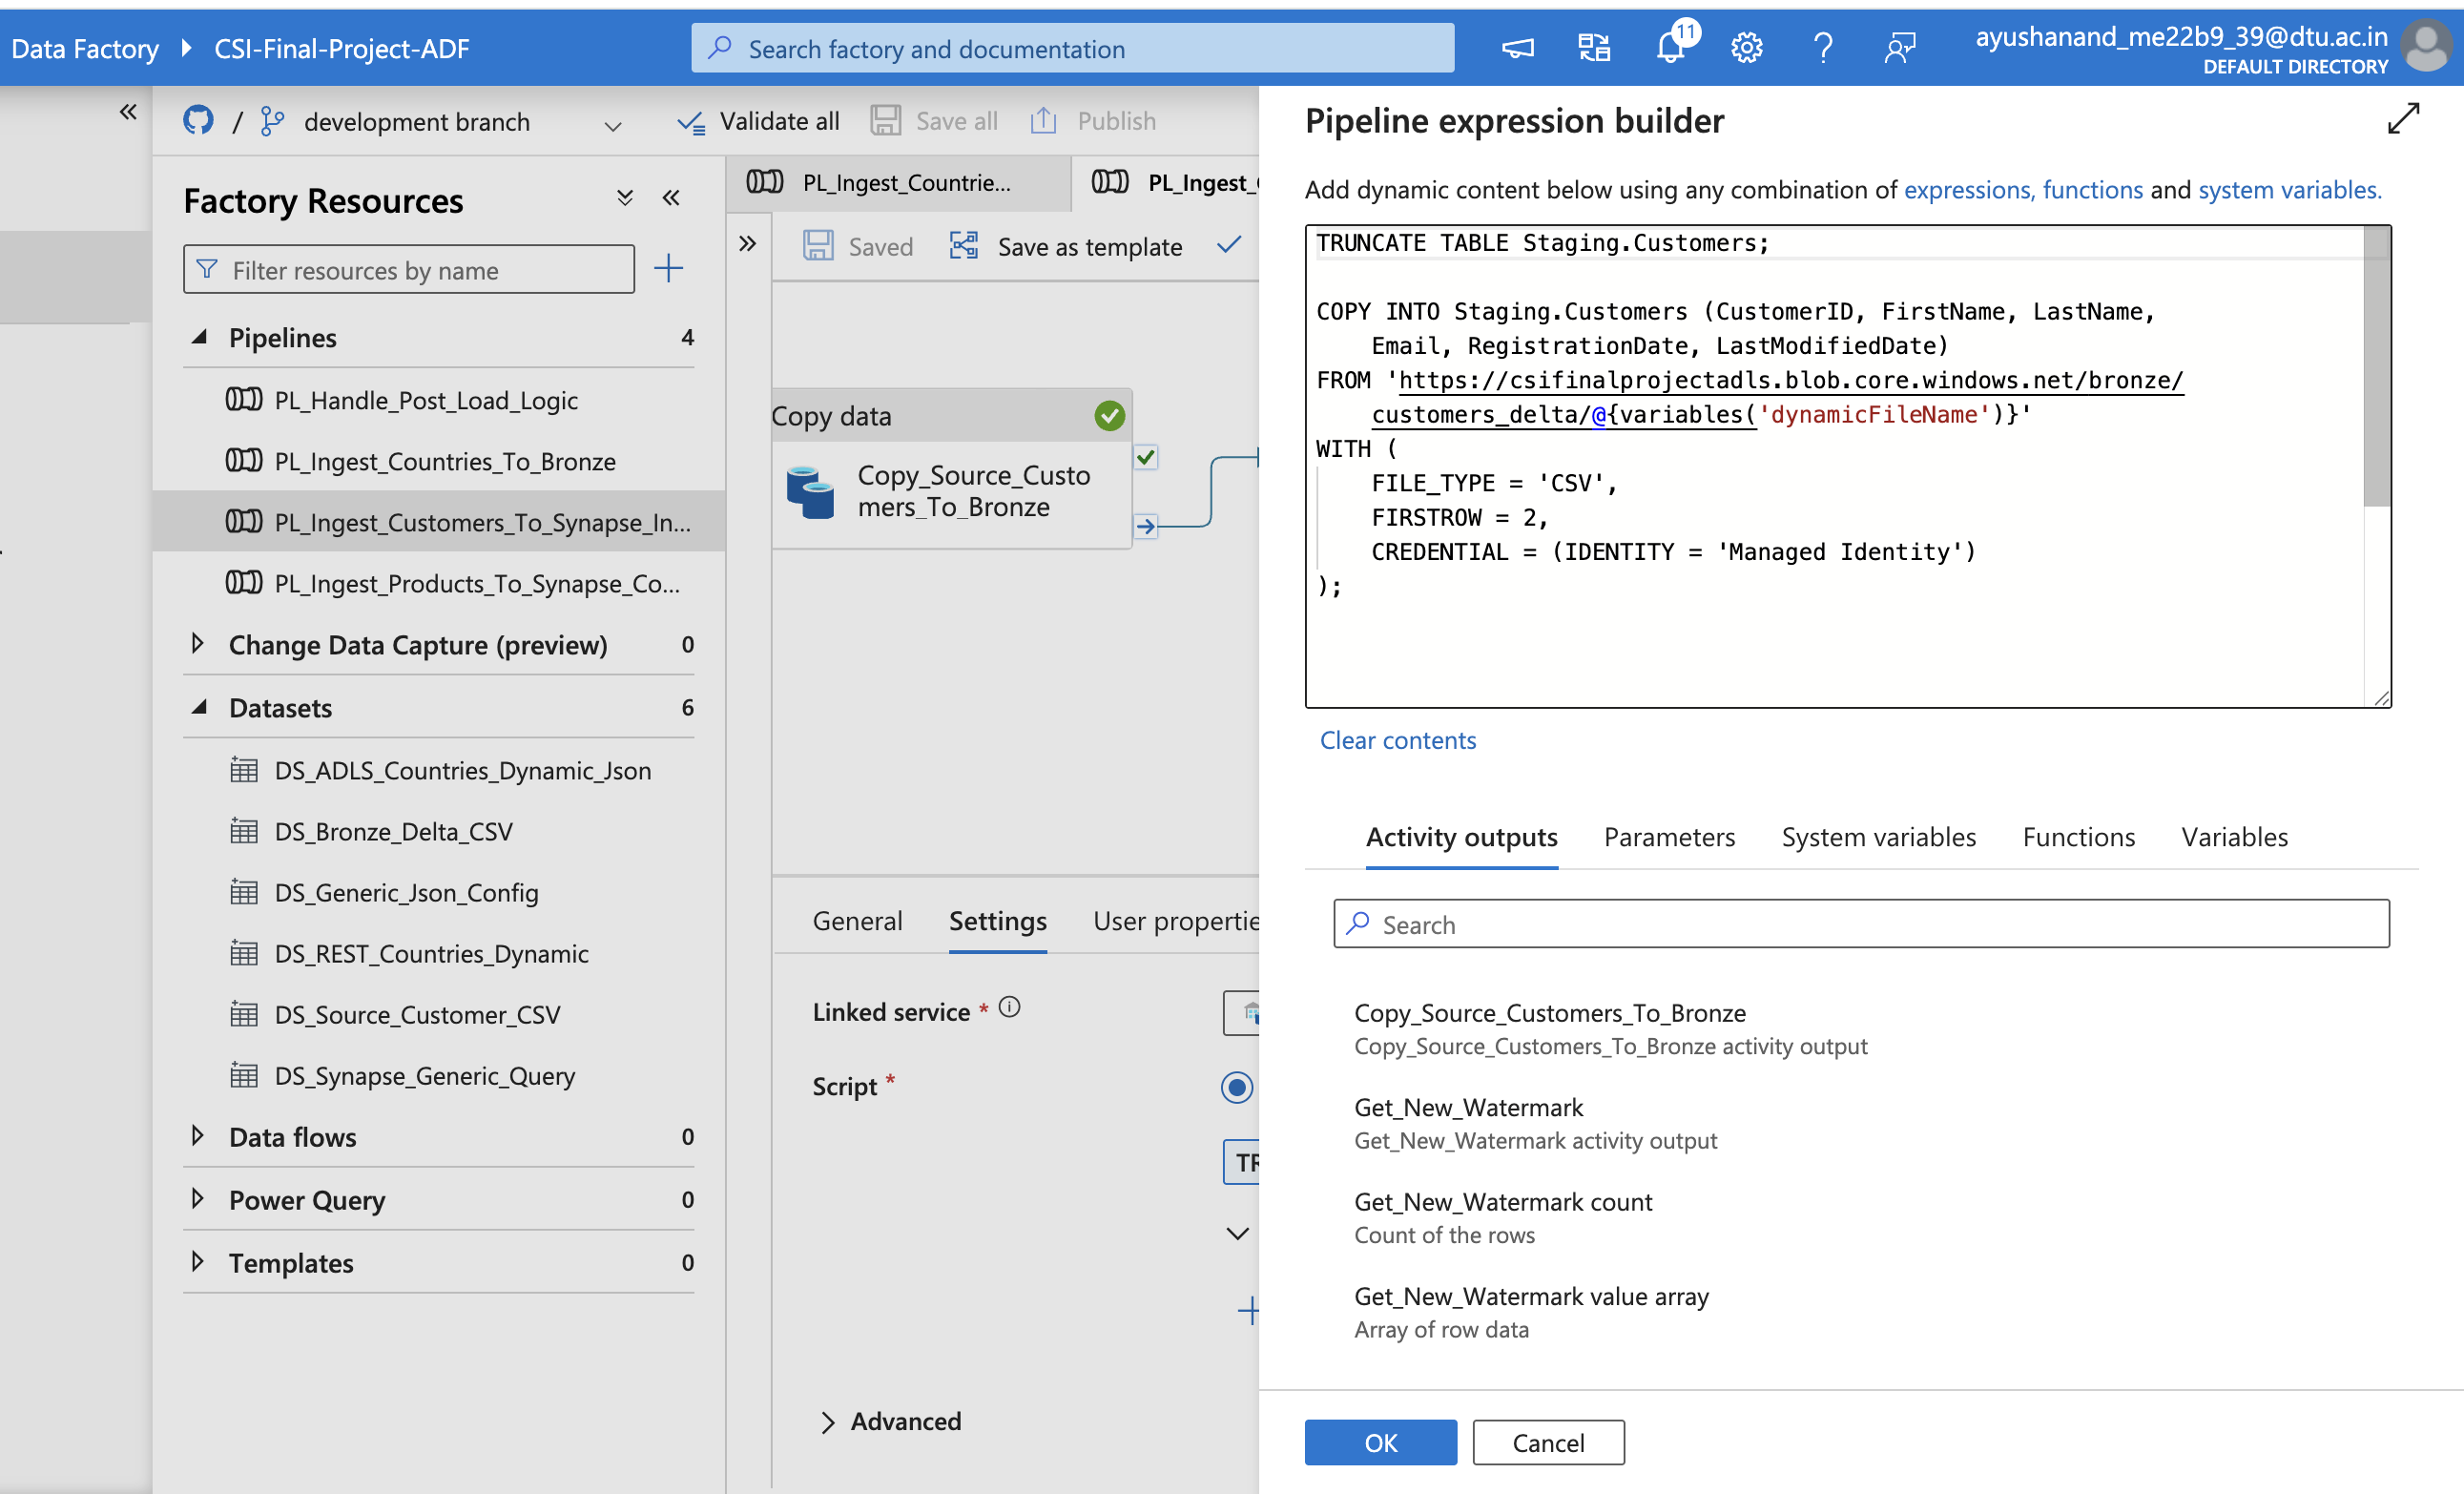 Data Factory
CSI-Final-Project-ADF
Search factory and documentation
11
ayushanand_me22b9_39@dtu.ac.in
DEFAULT DIRECTORY
/
development branch
Validate all
Save all
Publish
Factory Resources
Filter resources by name
Pipelines 4
PL_Handle_Post_Load_Logic
PL_Ingest_Countries_To_Bronze
PL_Ingest_Customers_To_Synapse_In...
PL_Ingest_Products_To_Synapse_Co...
Change Data Capture (preview) 0
Datasets 6
DS_ADLS_Countries_Dynamic_Json
DS_Bronze_Delta_CSV
DS_Generic_Json_Config
DS_REST_Countries_Dynamic
DS_Source_Customer_CSV
DS_Synapse_Generic_Query
Data flows 0
Power Query 0
Templates 0
PL_Ingest_Countrie...
PL_Ingest_
Saved
Save as template
Copy data
Copy_Source_Custo
mers_To_Bronze
General
Settings
User propertie
Linked service *
Script *
TR
Advanced
Pipeline expression builder
Add dynamic content below using any combination of expressions, functions and system variables.
TRUNCATE TABLE Staging.Customers;
COPY INTO Staging.Customers (CustomerID, FirstName, LastName,
Email, RegistrationDate, LastModifiedDate)
FROM 'https://csifinalprojectadls.blob.core.windows.net/bronze/
customers_delta/@{variables('dynamicFileName')}'
WITH (
FILE_TYPE = 'CSV',
FIRSTROW = 2,
CREDENTIAL = (IDENTITY = 'Managed Identity')
);
Clear contents
Activity outputs
Parameters
System variables
Functions
Variables
Search
Copy_Source_Customers_To_Bronze
Copy_Source_Customers_To_Bronze activity output
Get_New_Watermark
Get_New_Watermark activity output
Get_New_Watermark count
Count of the rows
Get_New_Watermark value array
Array of row data
OK
Cancel